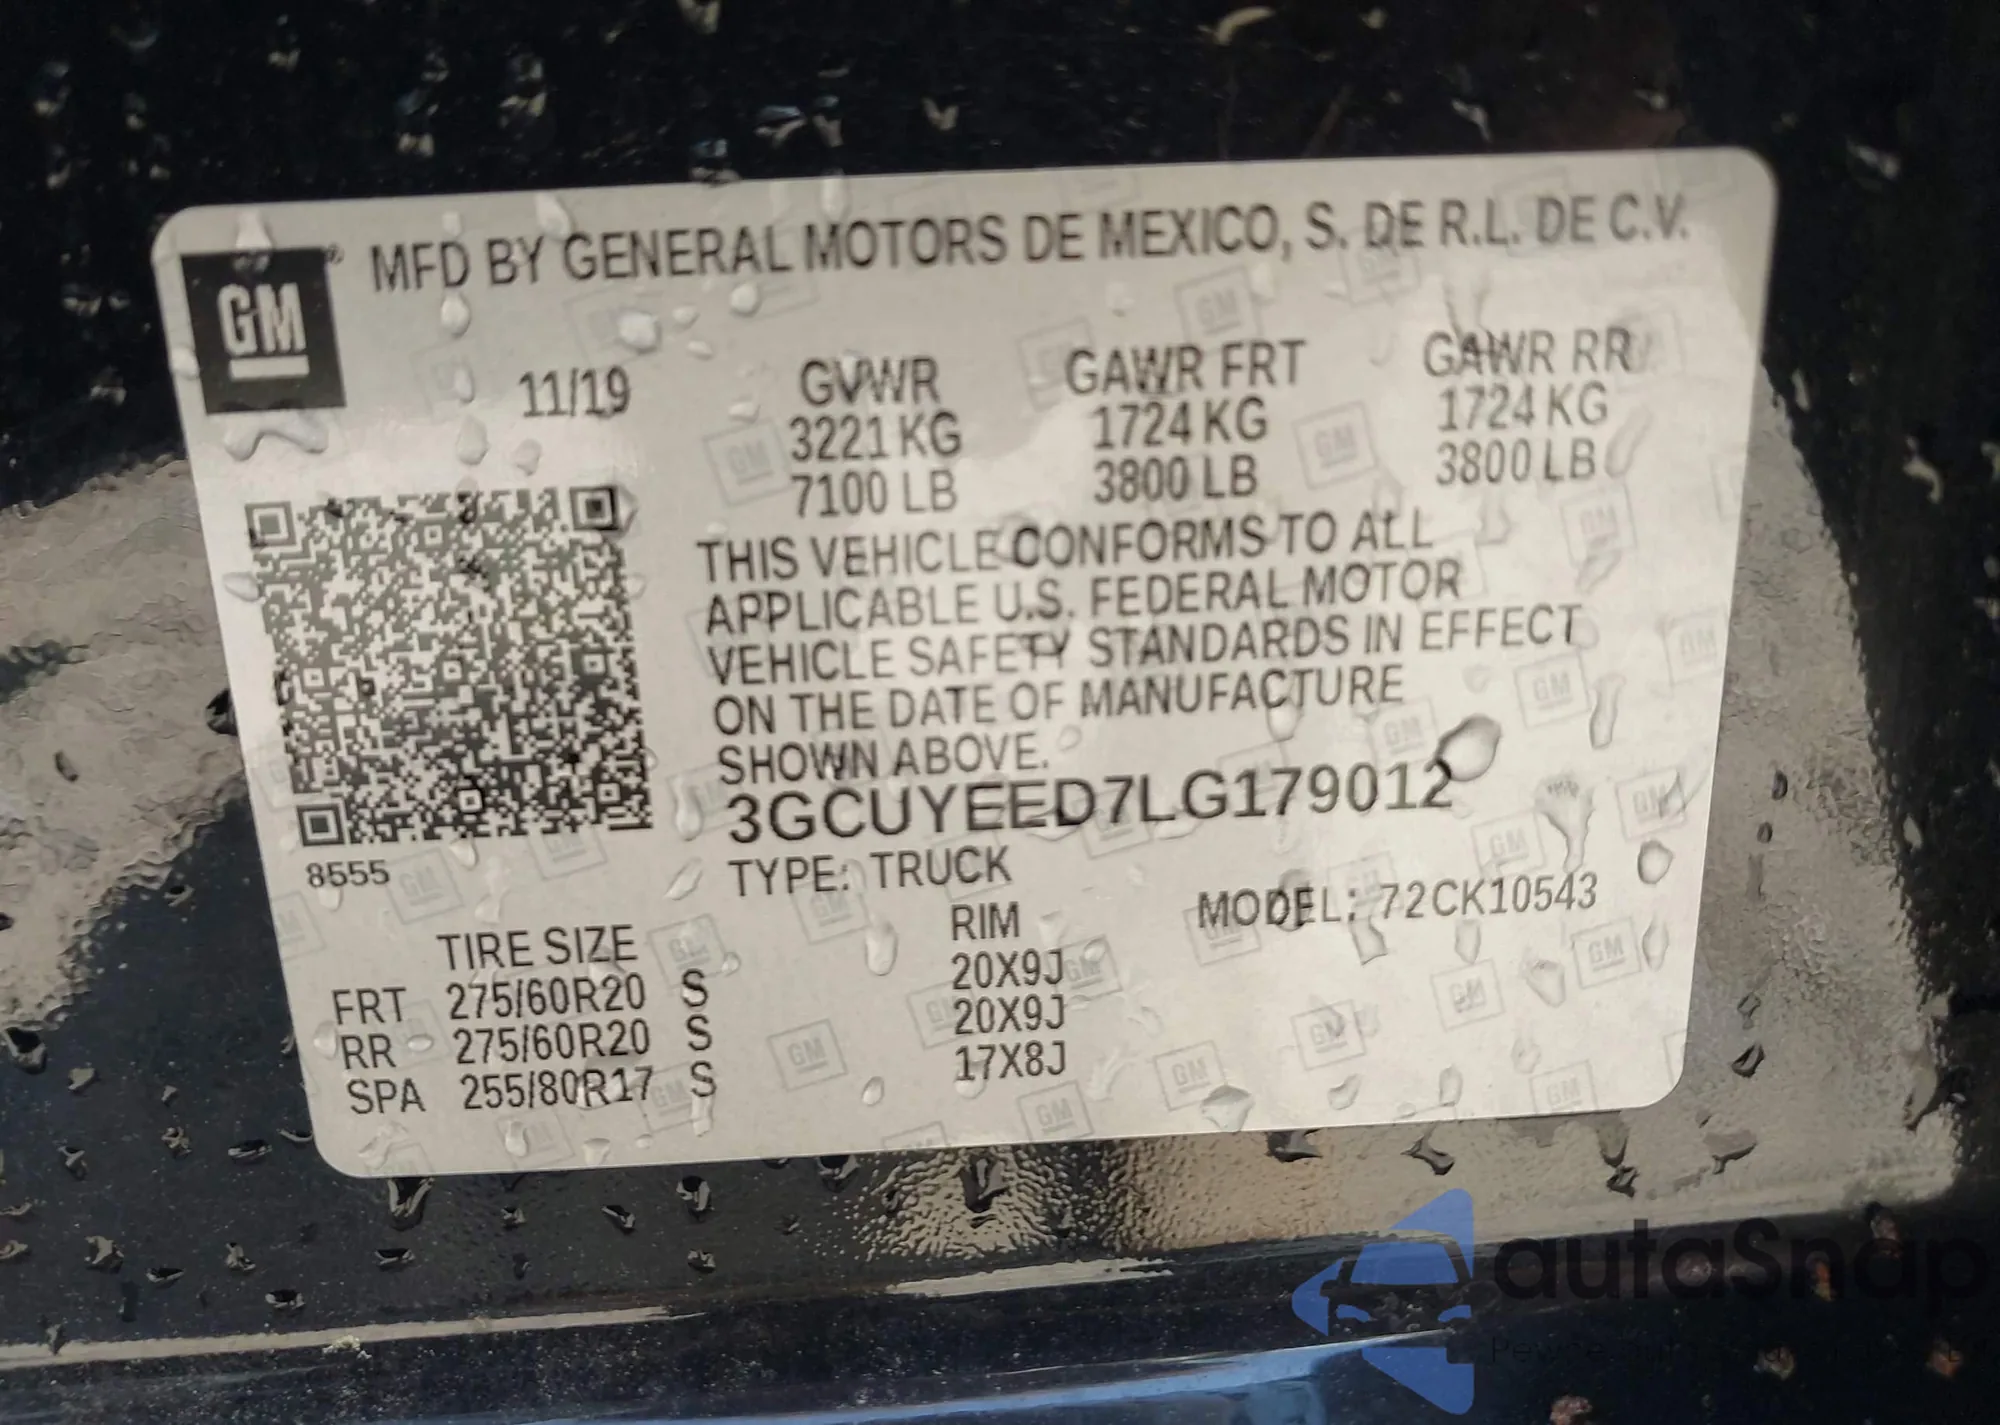 MFD BY GENERAL MOTORS DE MEXICO, S. DE R.L. DE C.V.
GM
11/19 GVWR GAWR FRT GAWR RR
3221 KG 1724 KG 1724 KG
7100 LB 3800 LB 3800 LB
THIS VEHICLE CONFORMS TO ALL
APPLICABLE U.S. FEDERAL MOTOR
VEHICLE SAFETY STANDARDS IN EFFECT
ON THE DATE OF MANUFACTURE
SHOWN ABOVE.
3GCUYEED7LG179012
8555
TYPE: TRUCK MODEL: 72CK10543
TIRE SIZE RIM
FRT 275/60R20 S 20X9J
RR 275/60R20 S 20X9J
SPA 255/80R17 S 17X8J
autaSnap